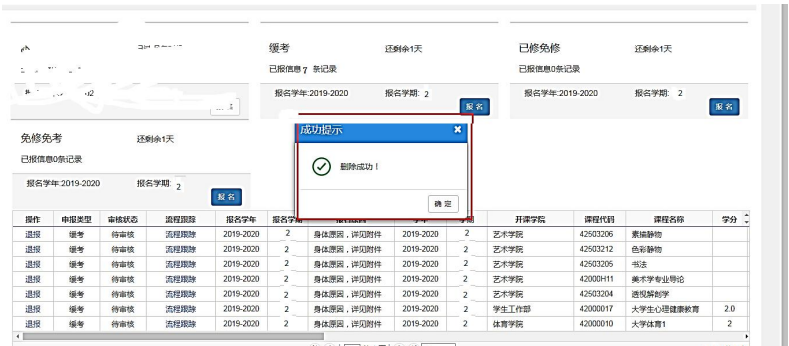 缓考 还剩余1天
已报信息7 条记录
报名学年:2019-2020 报名学期: 2
报 名
已修免修 还剩余1天
已报信息0条记录
报名学年:2019-2020 报名学期: 2
报 名
免修免考 还剩余1天
已报信息0条记录
报名学年:2019-2020 报名学期: 2
报 名
成功提示 ×
删除成功！
确 定
操作 申报类型 审核状态 流程跟踪 报名学年 报名学期 报名原因 学年 学期 开课学院 课程代码 课程名称 学分
退报 缓考 待审核 流程跟踪 2019-2020 2 身体原因，详见附件 2019-2020 2 艺术学院 42503206 素描静物
退报 缓考 待审核 流程跟踪 2019-2020 2 身体原因，详见附件 2019-2020 2 艺术学院 42503212 色彩静物
退报 缓考 待审核 流程跟踪 2019-2020 2 身体原因，详见附件 2019-2020 2 艺术学院 42503205 书法
退报 缓考 待审核 流程跟踪 2019-2020 2 身体原因，详见附件 2019-2020 2 艺术学院 42000H11 美术学专业导论
退报 缓考 待审核 流程跟踪 2019-2020 2 身体原因，详见附件 2019-2020 2 艺术学院 42503204 透视解剖学
退报 缓考 待审核 流程跟踪 2019-2020 2 身体原因，详见附件 2019-2020 2 学生工作部 42000017 大学生心理健康教育 2.0
退报 缓考 待审核 流程跟踪 2019-2020 2 身体原因，详见附件 2019-2020 2 体育学院 42000010 大学体育1 2